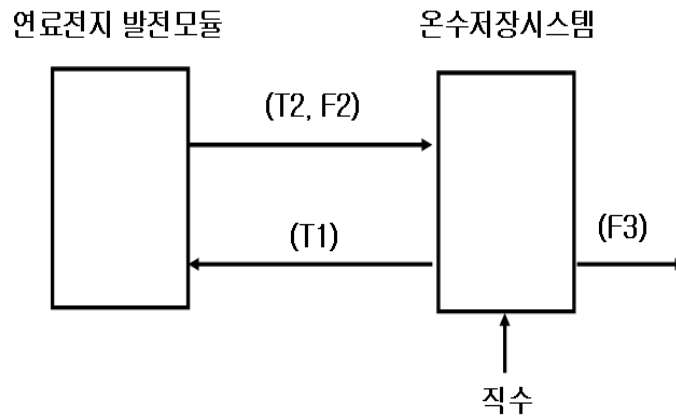 연료전지 발전모듈
온수저장시스템
(T2, F2)
(T1)
(F3)
직수